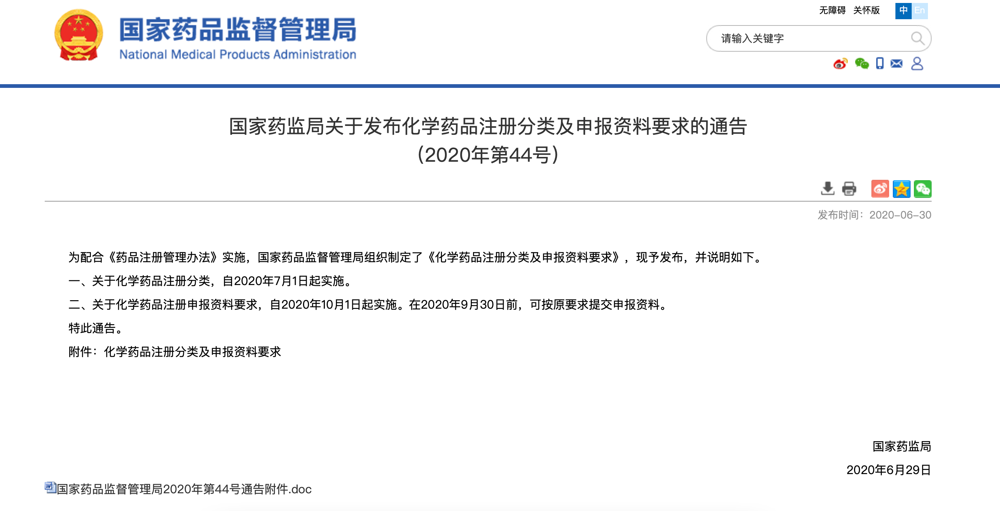 无障碍 关怀版 中 En
国家药品监督管理局
National Medical Products Administration
请输入关键字
国家药监局关于发布化学药品注册分类及申报资料要求的通告
(2020年第44号)
发布时间：2020-06-30
为配合《药品注册管理办法》实施，国家药品监督管理局组织制定了《化学药品注册分类及申报资料要求》，现予发布，并说明如下。
一、关于化学药品注册分类，自2020年7月1日起实施。
二、关于化学药品注册申报资料要求，自2020年10月1日起实施。在2020年9月30日前，可按原要求提交申报资料。
特此通告。
附件：化学药品注册分类及申报资料要求
国家药监局
2020年6月29日
国家药品监督管理局2020年第44号通告附件.doc